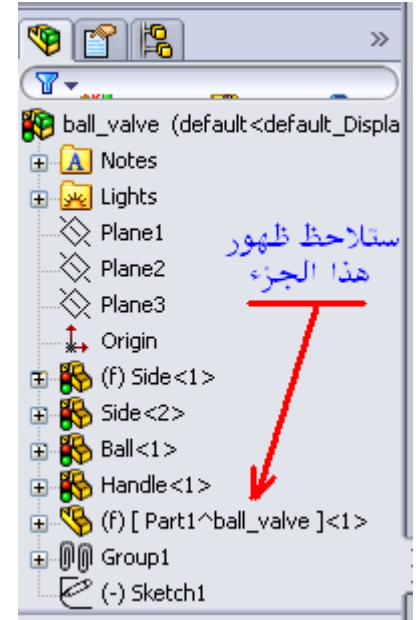 ball_valve (default<default_Displa
Notes
Lights
Plane1
ستلاحظ ظهور
هذا الجزء
Plane2
Plane3
Origin
(f) Side<1>
Side<2>
Ball<1>
Handle<1>
(f) [ Part1^ball_valve ]<1>
Group1
(-) Sketch1